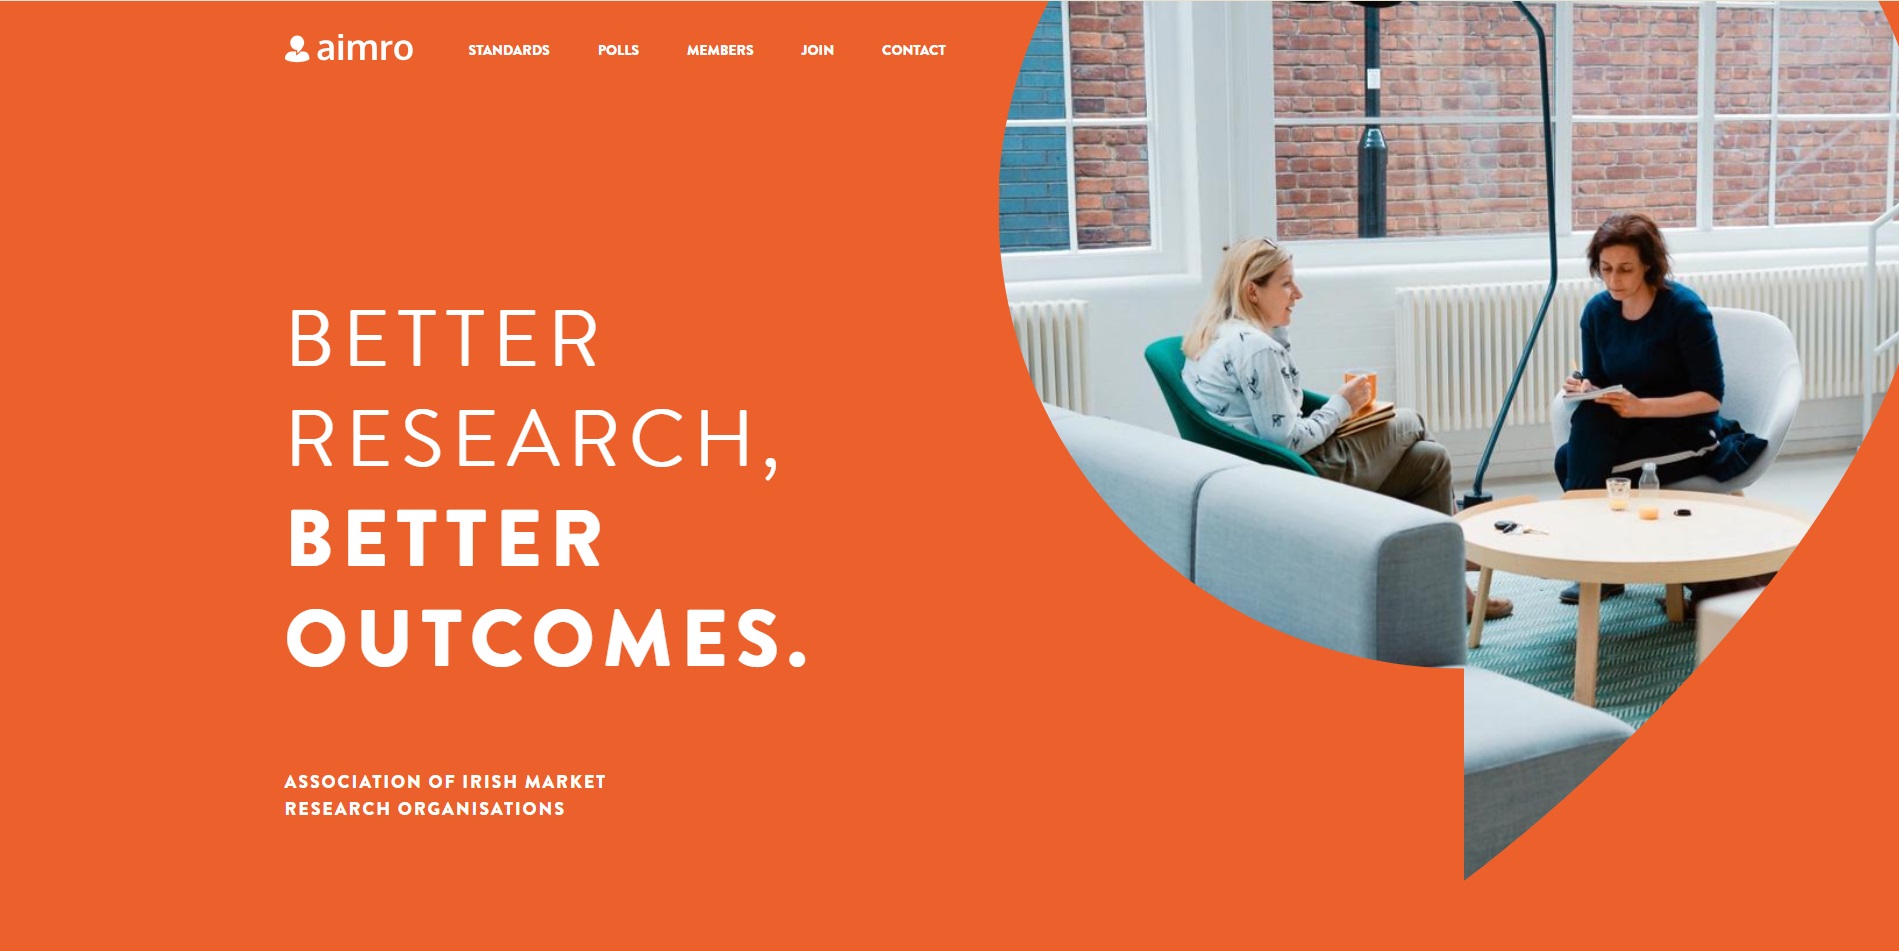 aimro
STANDARDS POLLS MEMBERS JOIN CONTACT
BETTER
RESEARCH,
BETTER
OUTCOMES.
ASSOCIATION OF IRISH MARKET
RESEARCH ORGANISATIONS